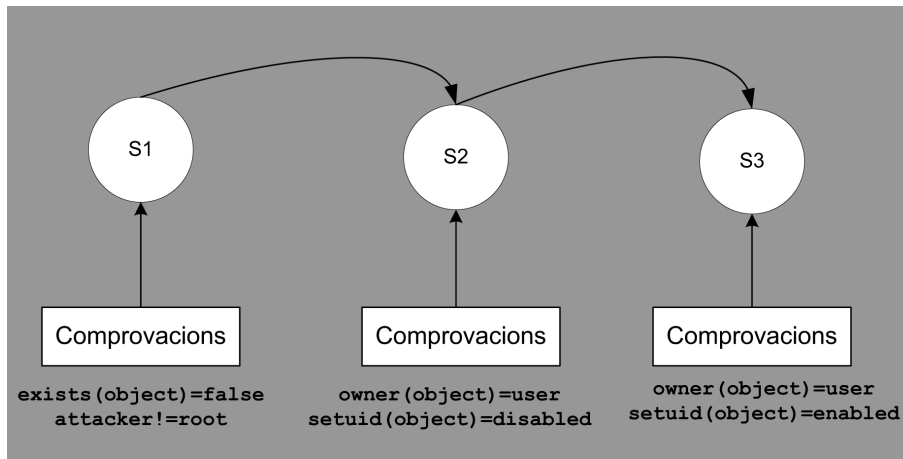 S1
S2
S3
Comprovacions
Comprovacions
Comprovacions
exists(object)=false
attacker!=root
owner(object)=user
setuid(object)=disabled
owner(object)=user
setuid(object)=enabled